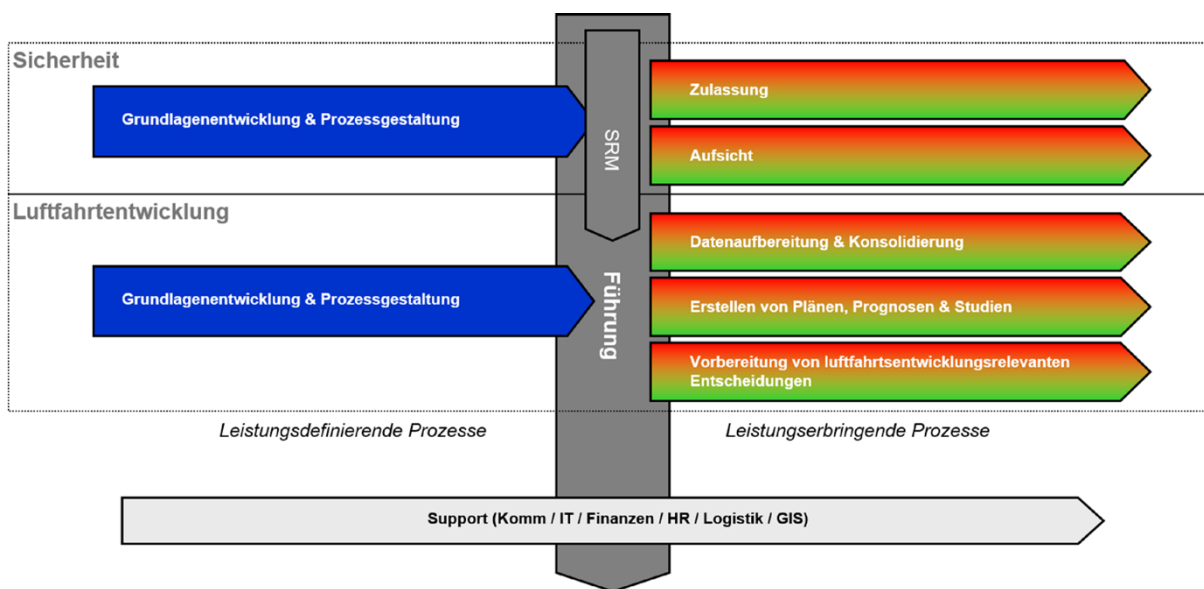 Sicherheit
Grundlagenentwicklung & Prozessgestaltung
SRM
Zulassung
Aufsicht
Luftfahrtentwicklung
Grundlagenentwicklung & Prozessgestaltung
Führung
Datenaufbereitung & Konsolidierung
Erstellen von Plänen, Prognosen & Studien
Vorbereitung von luftfahrtsentwicklungsrelevanten
Entscheidungen
Leistungsdefinierende Prozesse
Leistungserbringende Prozesse
Support (Komm / IT / Finanzen / HR / Logistik / GIS)